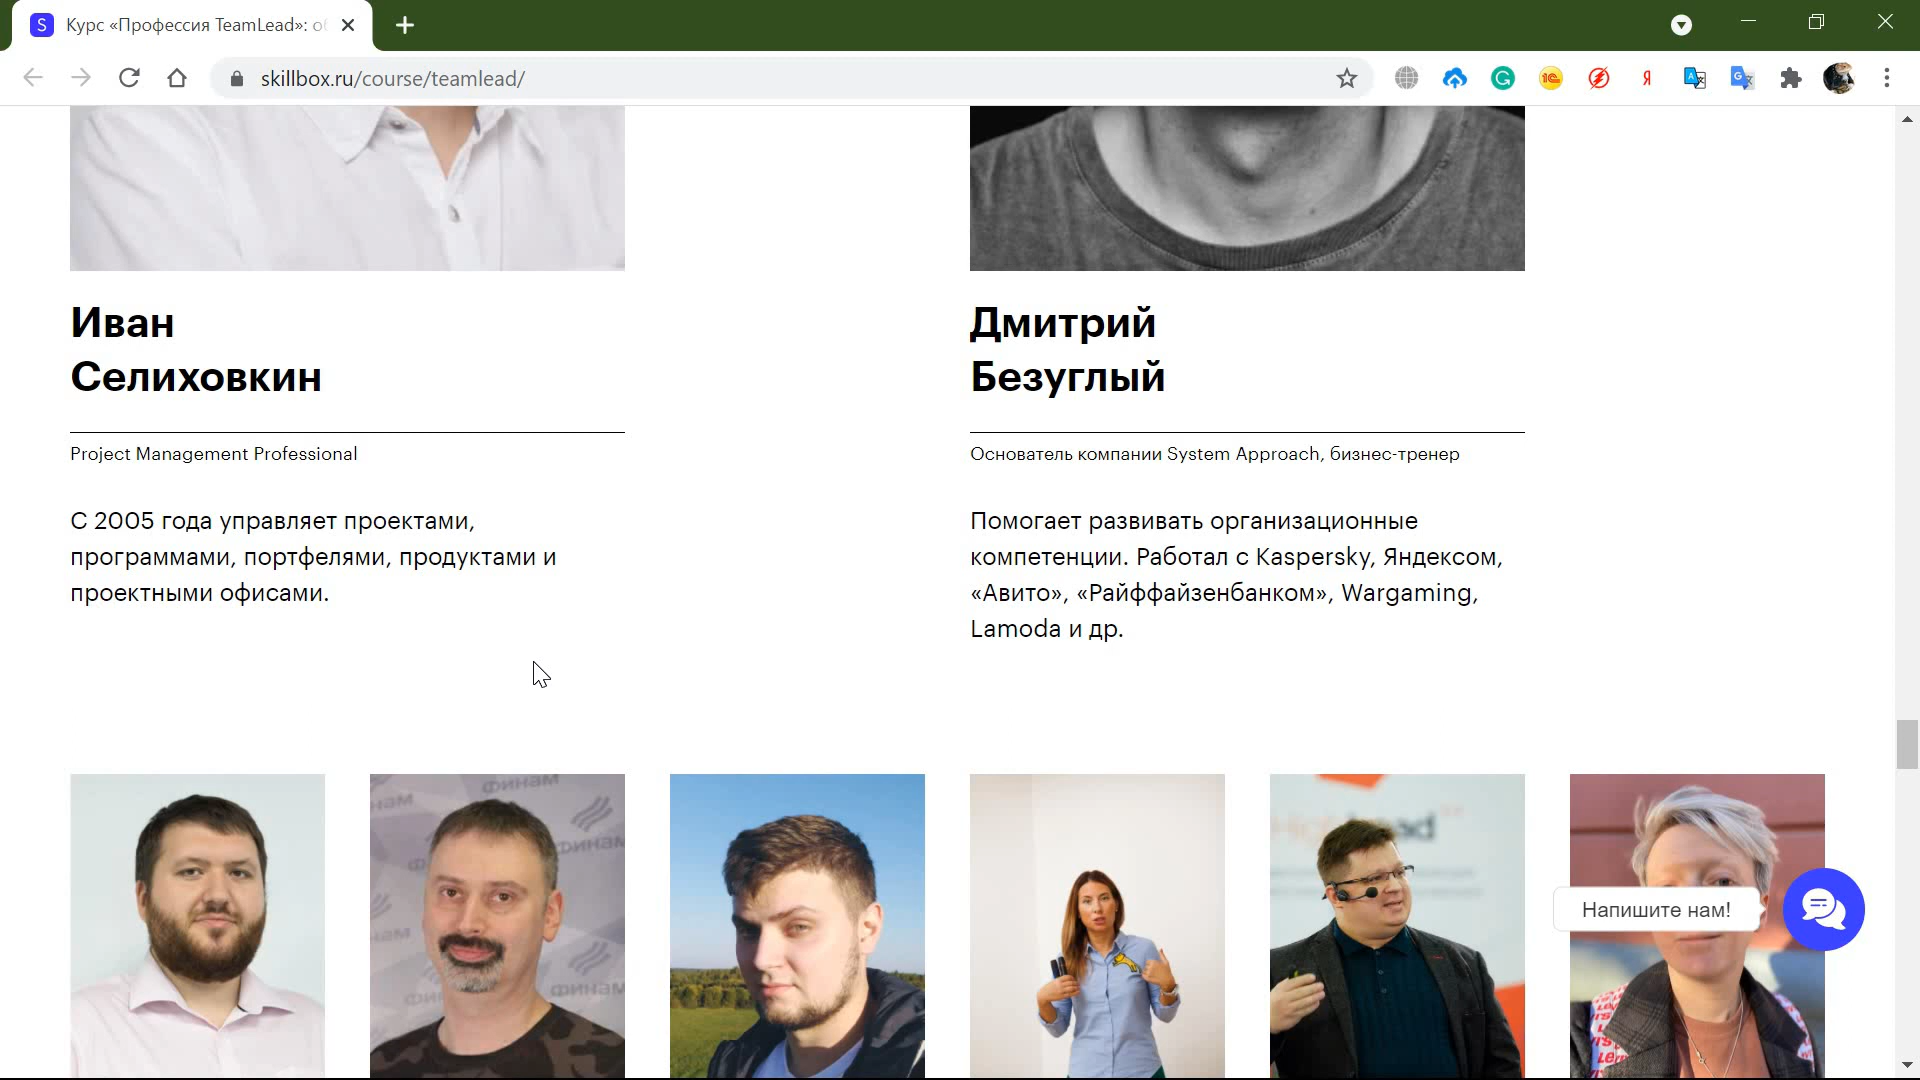 Курс «Профессия TeamLead»: об
skillbox.ru/course/teamlead/
Иван
Селиховкин
Project Management Professional
С 2005 года управляет проектами,
программами, портфелями, продуктами и
проектными офисами.
Дмитрий
Безуглый
Основатель компании System Approach, бизнес-тренер
Помогает развивать организационные
компетенции. Работал с Kaspersky, Яндексом,
«Авито», «Райффайзенбанком», Wargaming,
Lamoda и др.
финам
Напишите нам!